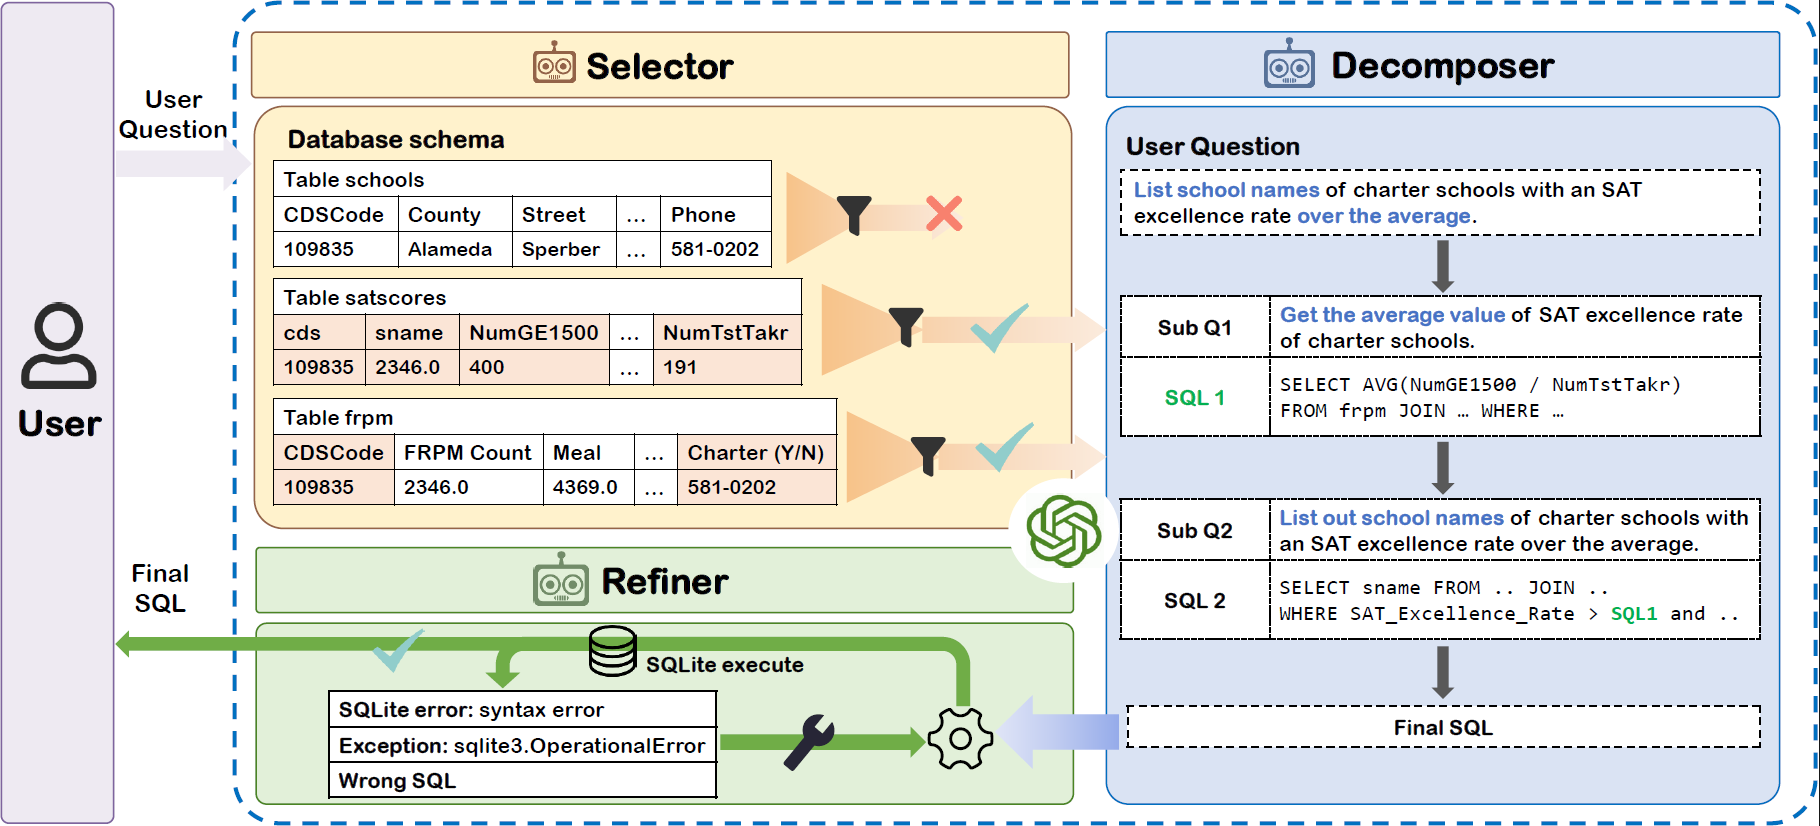 User
Question
User
Final
SQL
Selector
Database schema
Table schools
CDSCode County Street ... Phone
109835 Alameda Sperber ... 581-0202
Table satscores
cds sname NumGE1500 ... NumTstTakr
109835 2346.0 400 ... 191
Table frpm
CDSCode FRPM Count Meal ... Charter (Y/N)
109835 2346.0 4369.0 ... 581-0202
Decomposer
User Question
List school names of charter schools with an SAT
excellence rate over the average.
Sub Q1
Get the average value of SAT excellence rate
of charter schools.
SQL 1
SELECT AVG(NumGE1500 / NumTstTakr)
FROM frpm JOIN … WHERE …
Sub Q2
List out school names of charter schools with
an SAT excellence rate over the average.
SQL 2
SELECT sname FROM .. JOIN ..
WHERE SAT_Excellence_Rate > SQL1 and ..
Final SQL
Refiner
SQLite execute
SQLite error: syntax error
Exception: sqlite3.OperationalError
Wrong SQL